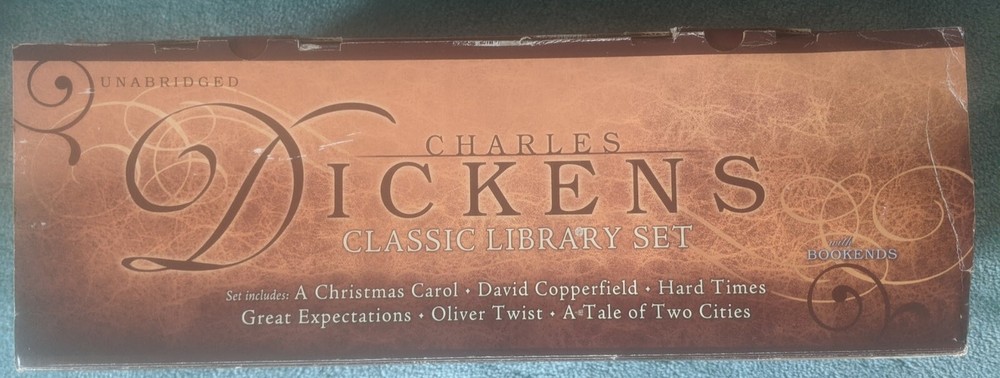 UNABRIDGED
CHARLES
DICKENS
CLASSIC LIBRARY SET
with
BOOKENDS
Set includes: A Christmas Carol • David Copperfield • Hard Times
Great Expectations • Oliver Twist • A Tale of Two Cities